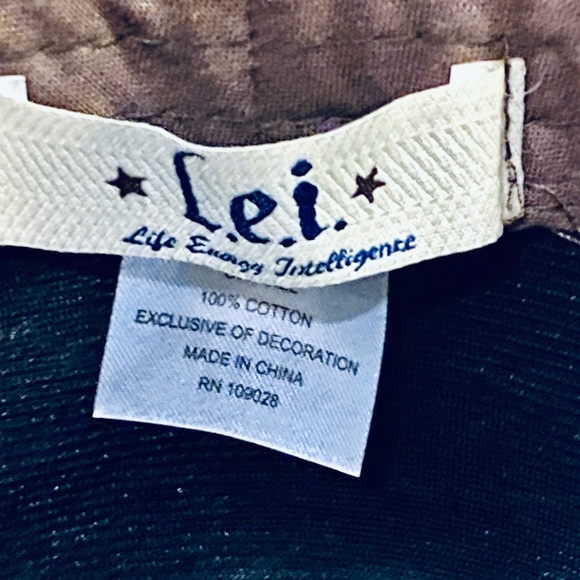 l.e.i.
Life Energy Intelligence
100% COTTON
EXCLUSIVE OF DECORATION
MADE IN CHINA
RN 109028